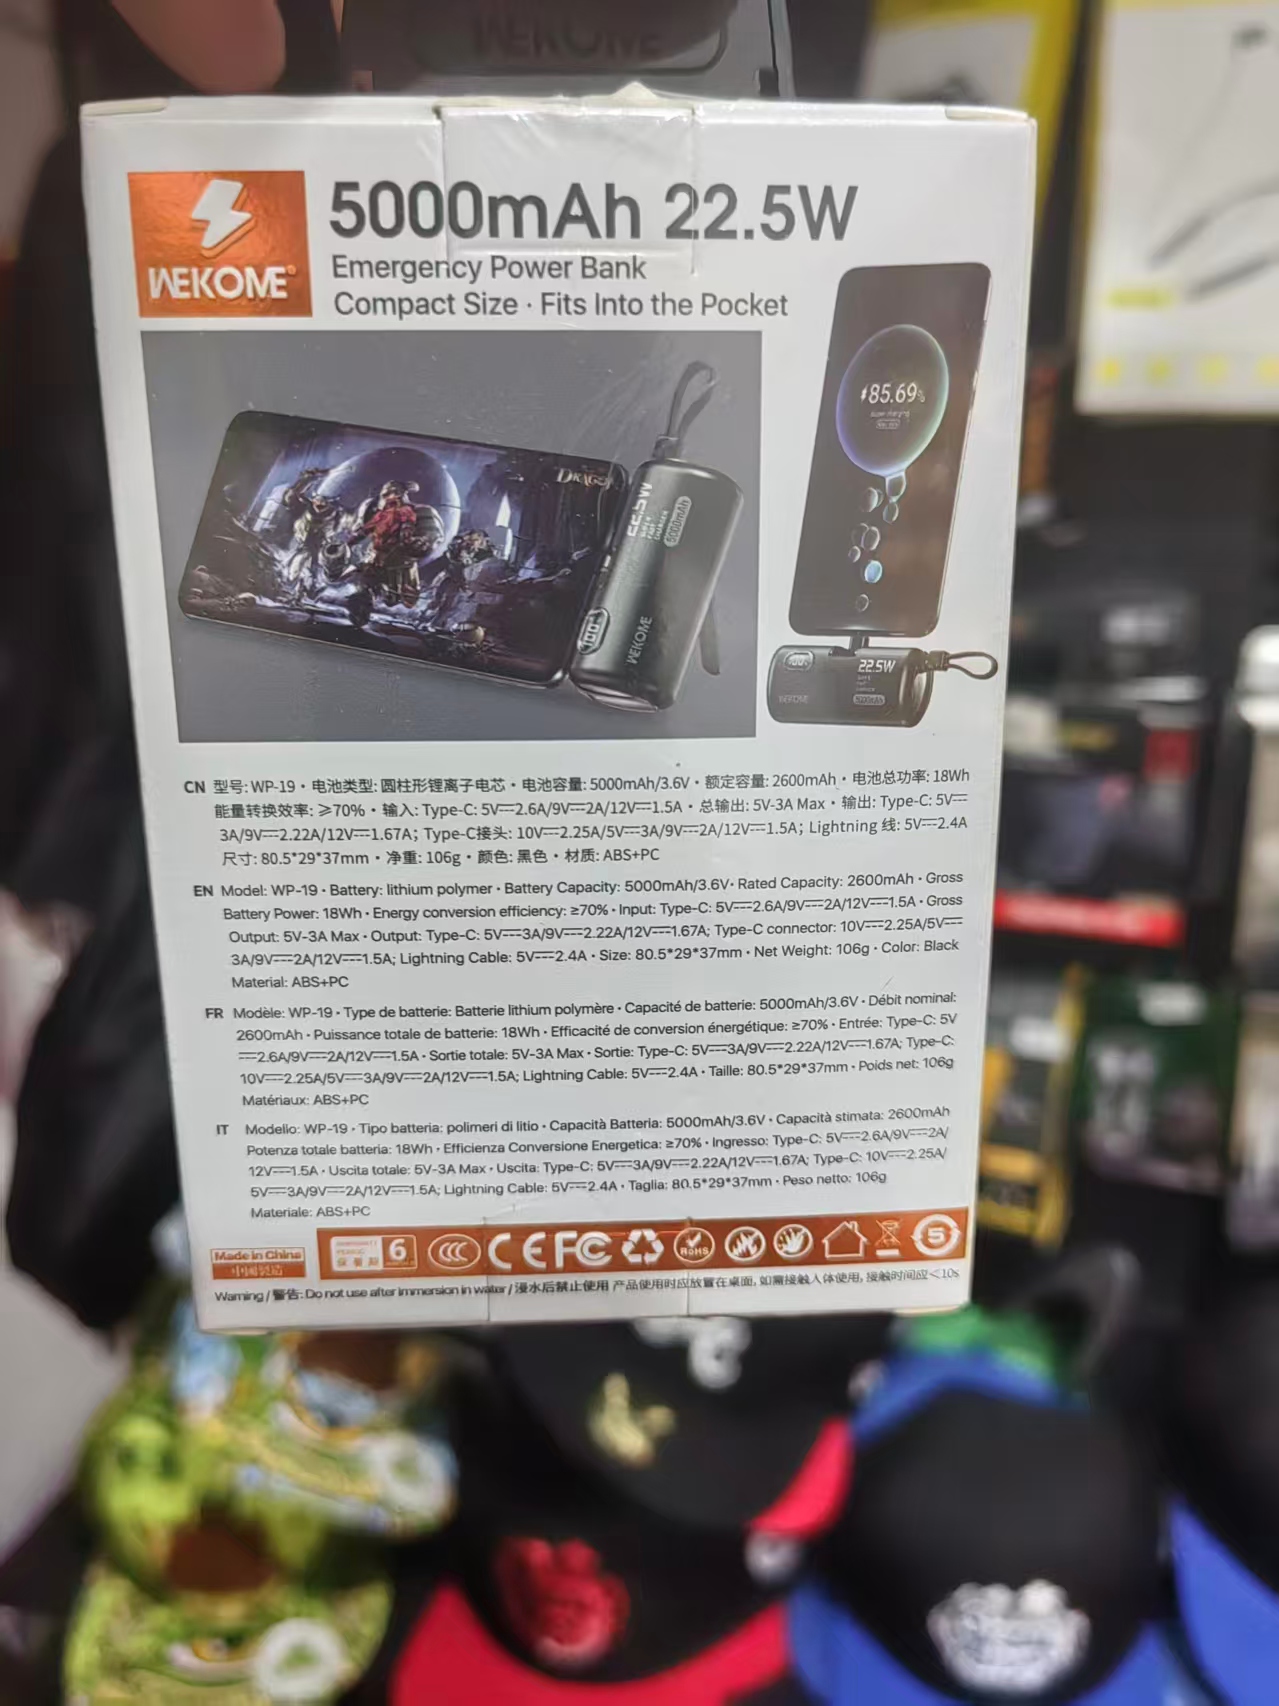 WEKOME
WEKOME®
5000mAh 22.5W
Emergency Power Bank
Compact Size · Fits Into the Pocket
85.69%
22.5W
5000mAh
100
WEKOME
100
22.5W
WEKOME
CN 型号: WP-19 · 电池类型: 圆柱形锂离子电芯 · 电池容量: 5000mAh/3.6V · 额定容量: 2600mAh · 电池总功率: 18Wh
能量转换效率: ≥70% · 输入: Type-C: 5V⎓2.6A/9V⎓2A/12V⎓1.5A · 总输出: 5V-3A Max · 输出: Type-C: 5V⎓
3A/9V⎓2.22A/12V⎓1.67A; Type-C接头: 10V⎓2.25A/5V⎓3A/9V⎓2A/12V⎓1.5A; Lightning 线: 5V⎓2.4A
尺寸: 80.5*29*37mm · 净重: 106g · 颜色: 黑色 · 材质: ABS+PC
EN Model: WP-19 · Battery: lithium polymer · Battery Capacity: 5000mAh/3.6V · Rated Capacity: 2600mAh · Gross
Battery Power: 18Wh · Energy conversion efficiency: ≥70% · Input: Type-C: 5V⎓2.6A/9V⎓2A/12V⎓1.5A · Gross
Output: 5V-3A Max · Output: Type-C: 5V⎓3A/9V⎓2.22A/12V⎓1.67A; Type-C connector: 10V⎓2.25A/5V⎓
3A/9V⎓2A/12V⎓1.5A; Lightning Cable: 5V⎓2.4A · Size: 80.5*29*37mm · Net Weight: 106g · Color: Black
Material: ABS+PC
FR Modèle: WP-19 · Type de batterie: Batterie lithium polymère · Capacité de batterie: 5000mAh/3.6V · Débit nominal:
2600mAh · Puissance totale de batterie: 18Wh · Efficacité de conversion énergétique: ≥70% · Entrée: Type-C: 5V
⎓2.6A/9V⎓2A/12V⎓1.5A · Sortie totale: 5V-3A Max · Sortie: Type-C: 5V⎓3A/9V⎓2.22A/12V⎓1.67A; Type-C:
10V⎓2.25A/5V⎓3A/9V⎓2A/12V⎓1.5A; Lightning Cable: 5V⎓2.4A · Taille: 80.5*29*37mm · Poids net: 106g
Matériaux: ABS+PC
IT Modello: WP-19 · Tipo batteria: polimeri di litio · Capacità Batteria: 5000mAh/3.6V · Capacità stimata: 2600mAh
Potenza totale batteria: 18Wh · Efficienza Conversione Energetica: ≥70% · Ingresso: Type-C: 5V⎓2.6A/9V⎓2A/
12V⎓1.5A · Uscita totale: 5V-3A Max · Uscita: Type-C: 5V⎓3A/9V⎓2.22A/12V⎓1.67A; Type-C: 10V⎓2.25A/
5V⎓3A/9V⎓2A/12V⎓1.5A; Lightning Cable: 5V⎓2.4A · Taglia: 80.5*29*37mm · Peso netto: 106g
Materiale: ABS+PC
Made in China
中国制造
保修期 6
CCC CE FC RoHS 5
Warning / 警告: Do not use after immersion in water / 浸水后禁止使用 产品使用时应放置在桌面, 如需接触人体使用, 接触时间应<10s